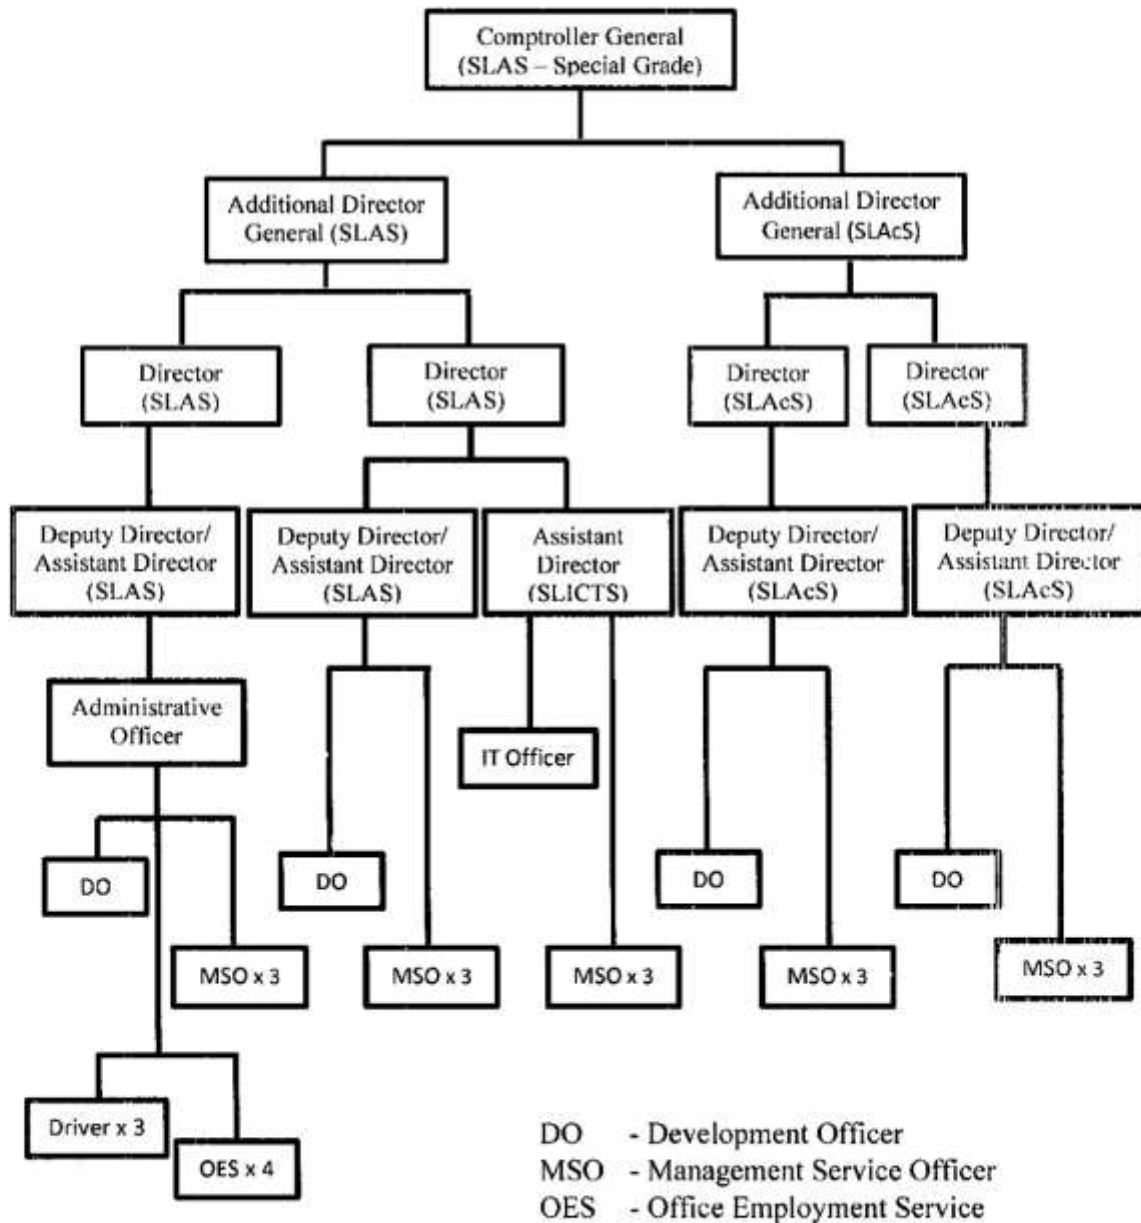 Comptroller General
(SLAS – Special Grade)
Additional Director
General (SLAS)
Additional Director
General (SLAcS)
Director
(SLAS)
Director
(SLAS)
Director
(SLAcS)
Director
(SLAcS)
Deputy Director/
Assistant Director
(SLAS)
Deputy Director/
Assistant Director
(SLAS)
Assistant
Director
(SLICTS)
Deputy Director/
Assistant Director
(SLAcS)
Deputy Director/
Assistant Director
(SLAcS)
Administrative
Officer
IT Officer
DO
DO
DO
DO
MSO x 3
MSO x 3
MSO x 3
MSO x 3
MSO x 3
Driver x 3
OES x 4
DO - Development Officer
MSO - Management Service Officer
OES - Office Employment Service